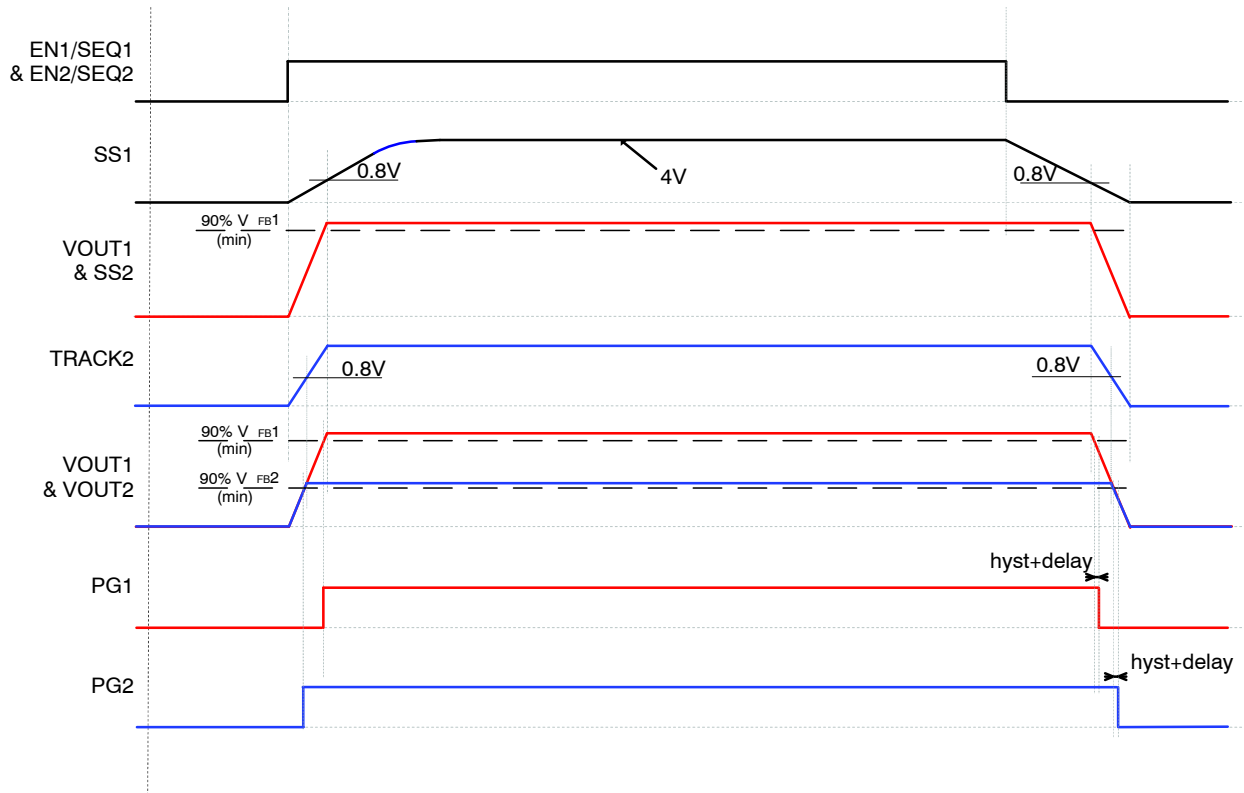 EN1/SEQ1
& EN2/SEQ2
SS1
0.8V
4V
0.8V
90% V FB1
(min)
VOUT1
& SS2
TRACK2
0.8V
0.8V
90% V FB1
(min)
VOUT1
& VOUT2
90% V FB2
(min)
hyst+delay
PG1
hyst+delay
PG2